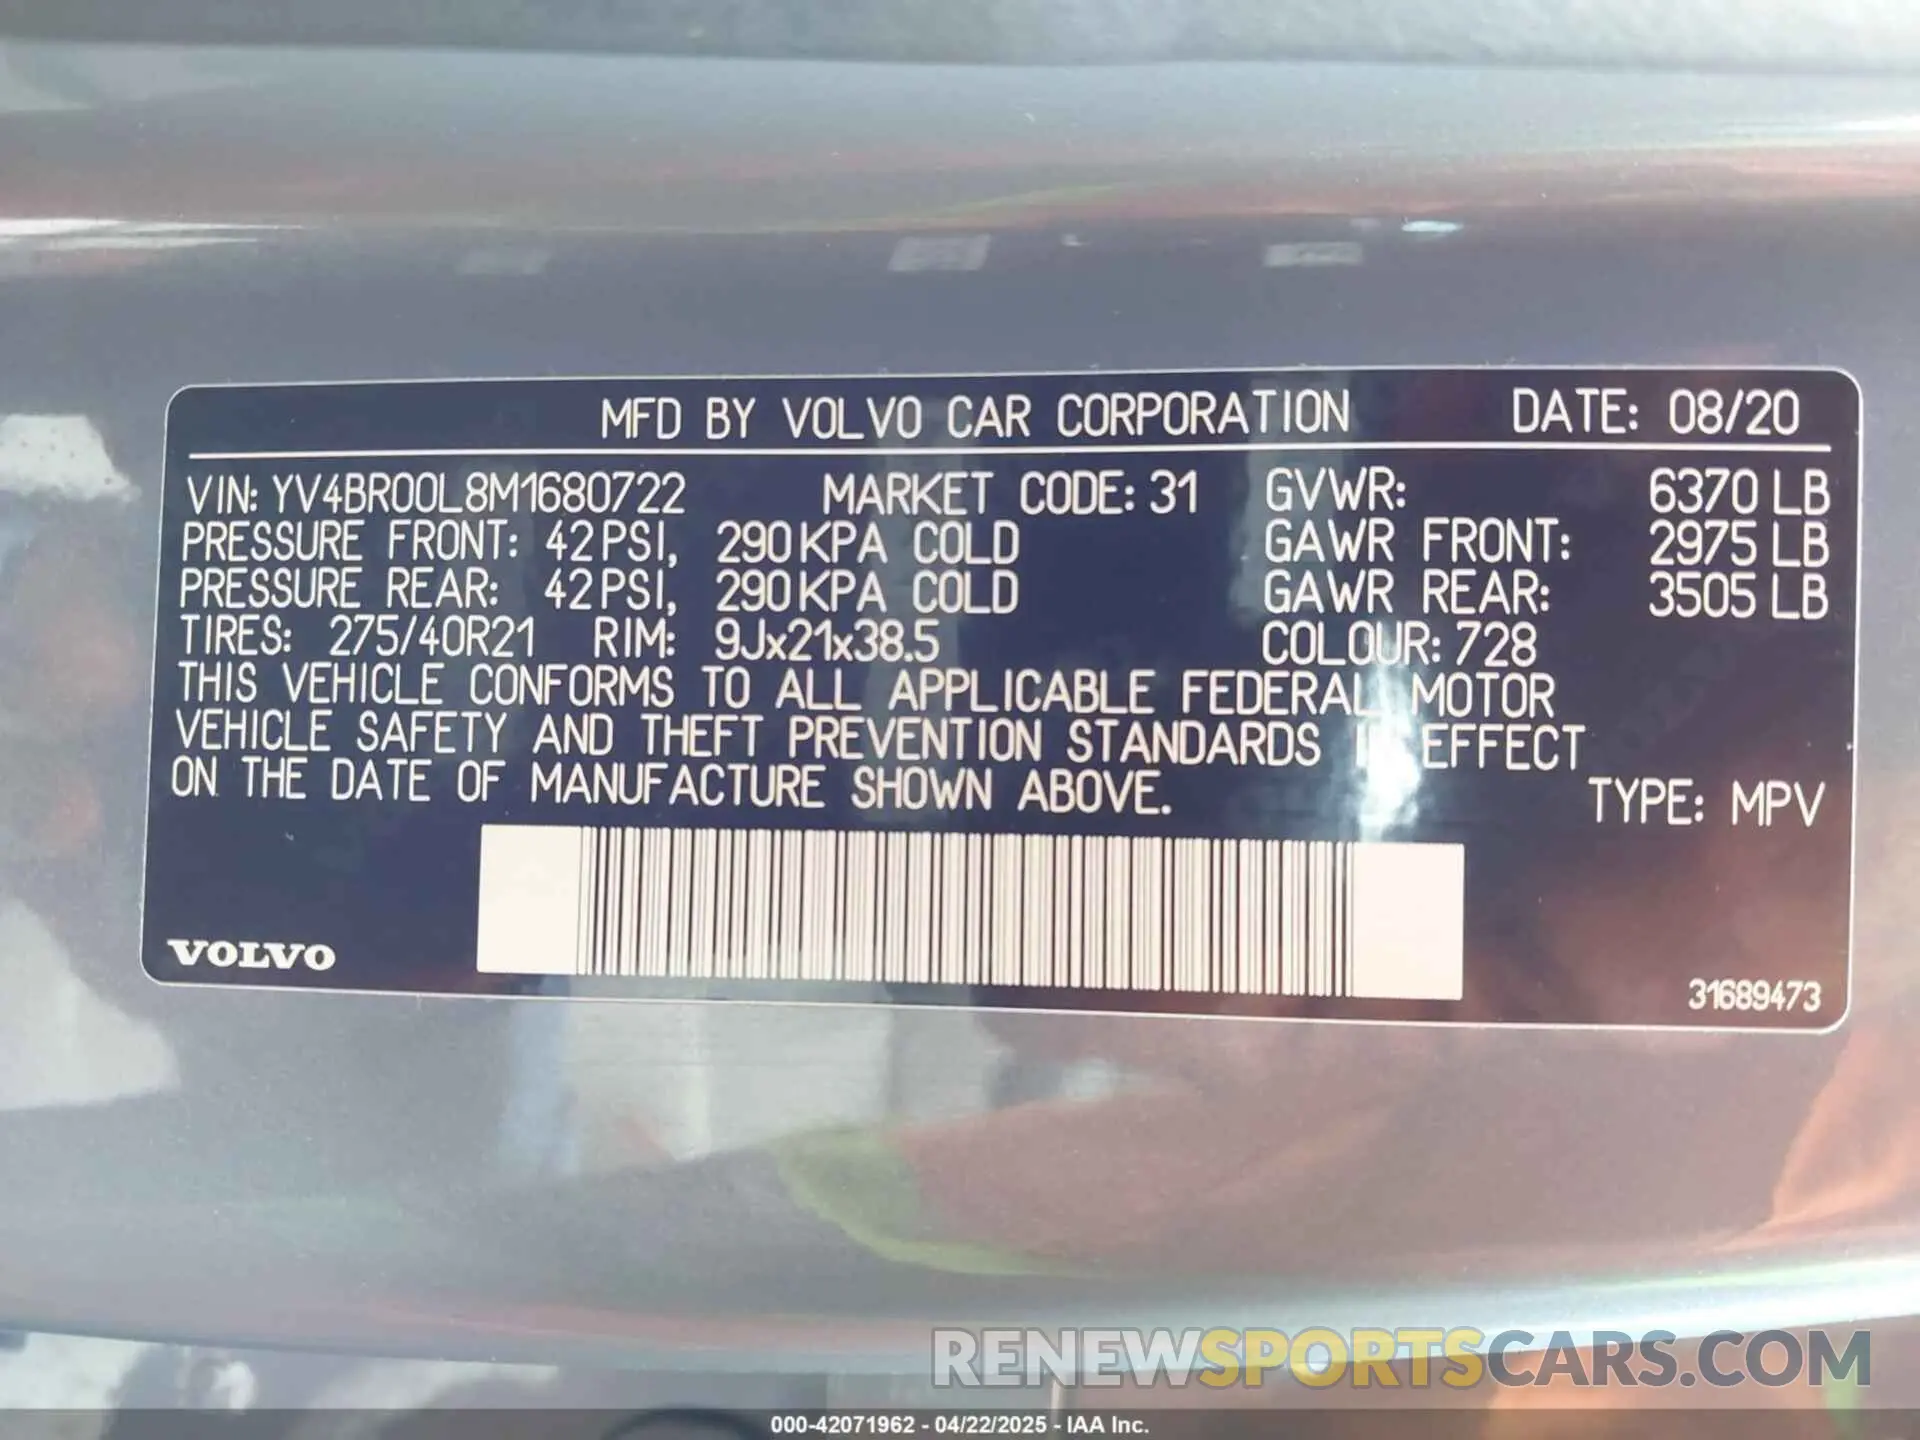 MFD BY VOLVO CAR CORPORATION DATE: 08/20
VIN: YV4BR00L8M1680722 MARKET CODE: 31 GVWR: 6370 LB
PRESSURE FRONT: 42 PSI, 290 KPA COLD GAWR FRONT: 2975 LB
PRESSURE REAR: 42 PSI, 290 KPA COLD GAWR REAR: 3505 LB
TIRES: 275/40R21 RIM: 9Jx21x38.5 COLOUR: 728
THIS VEHICLE CONFORMS TO ALL APPLICABLE FEDERAL MOTOR
VEHICLE SAFETY AND THEFT PREVENTION STANDARDS IN EFFECT
ON THE DATE OF MANUFACTURE SHOWN ABOVE.
TYPE: MPV
VOLVO
31689473
RENEWSPORTSCARS.COM
000-42071962 - 04/22/2025 - IAA Inc.